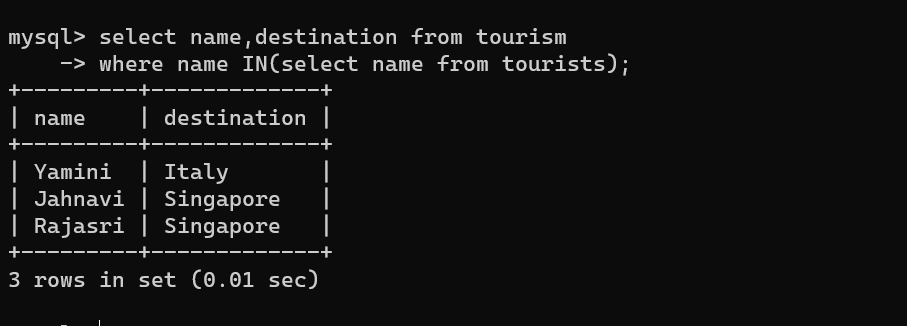 mysql> select name,destination from tourism
    -> where name IN(select name from tourists);
+---------+-------------+
| name    | destination |
+---------+-------------+
| Yamini  | Italy       |
| Jahnavi | Singapore   |
| Rajasri | Singapore   |
+---------+-------------+
3 rows in set (0.01 sec)